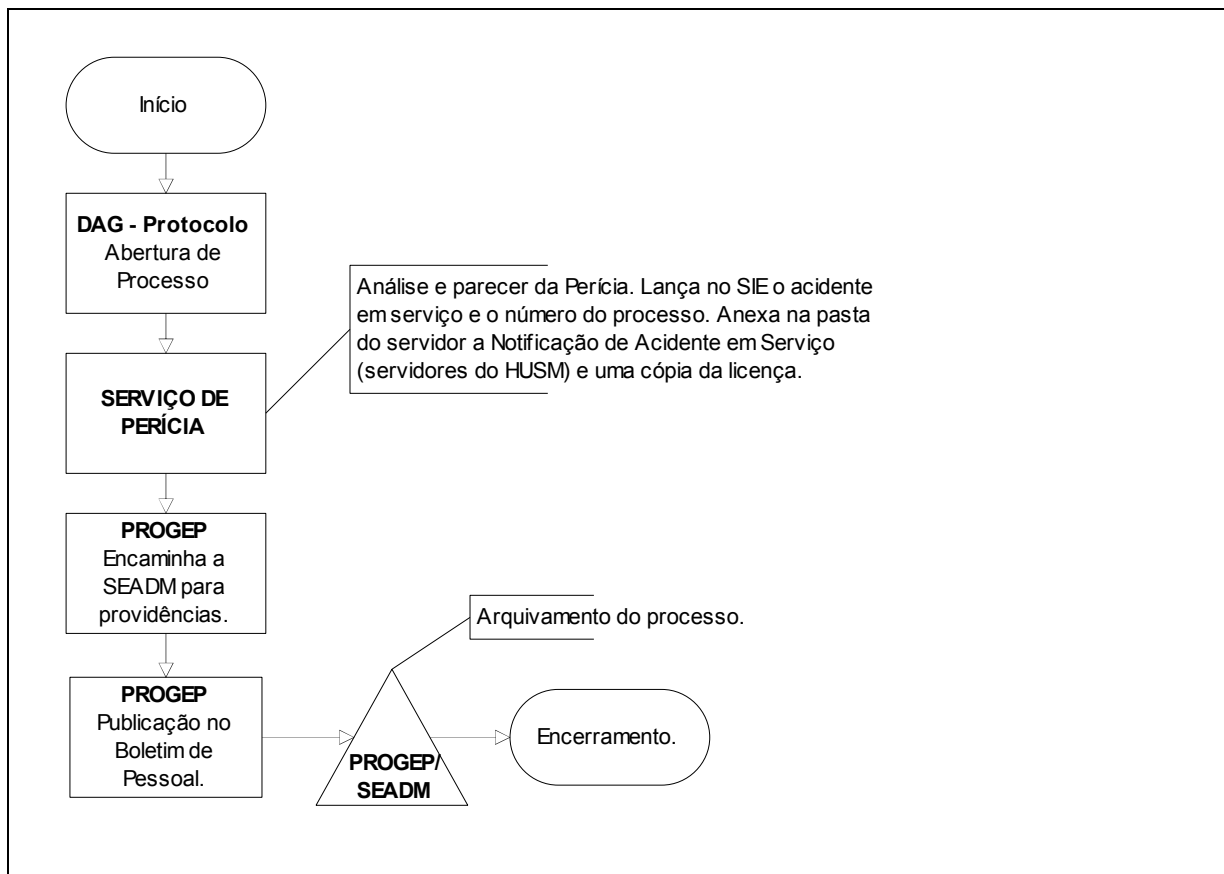 Início
DAG - Protocolo
Abertura de
Processo
Análise e parecer da Perícia. Lança no SIE o acidente
em serviço e o número do processo. Anexa na pasta
do servidor a Notificação de Acidente em Serviço
(servidores do HUSM) e uma cópia da licença.
SERVIÇO DE
PERÍCIA
PROGEP
Encaminha a
SEADM para
providências.
Arquivamento do processo.
PROGEP
Publicação no
Boletim de
Pessoal.
PROGEP/
SEADM
Encerramento.